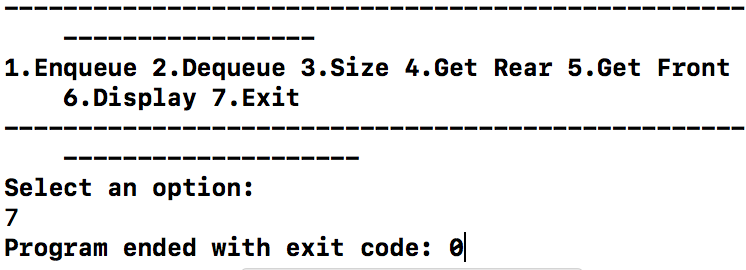 ---------------------------------------------------
-----------------
1.Enqueue 2.Dequeue 3.Size 4.Get Rear 5.Get Front
6.Display 7.Exit
---------------------------------------------------
--------------------
Select an option:
7
Program ended with exit code: 0